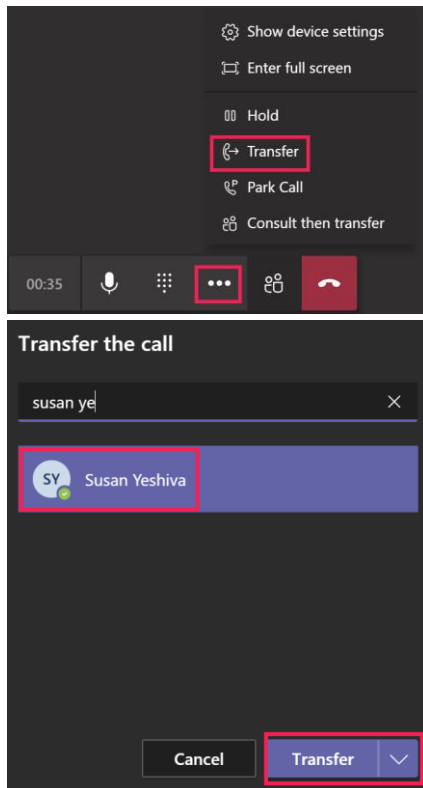 Show device settings
Enter full screen
Hold
Transfer
Park Call
Consult then transfer
00:35
Transfer the call
susan ye
SY Susan Yeshiva
Cancel Transfer